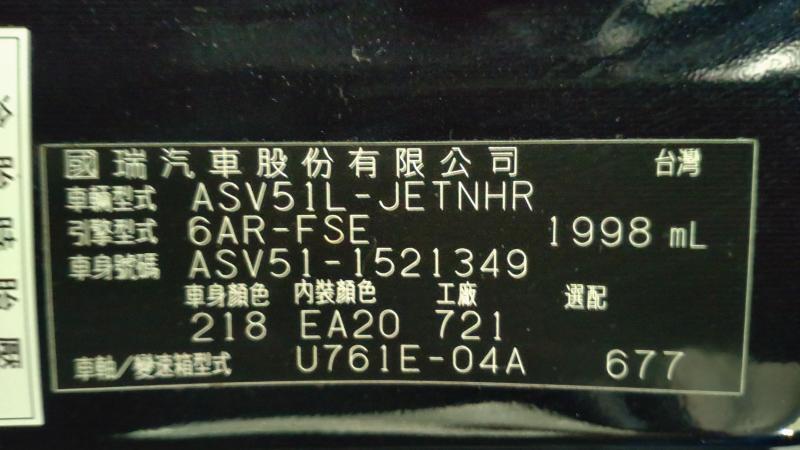 國瑞汽車股份有限公司 台灣
車輛型式 ASV51L-JETNHR
引擎型式 6AR-FSE 1998 mL
車身號碼 ASV51-1521349
車身顏色 內裝顏色 工廠 選配
218 EA20 721
車軸/變速箱型式 U761E-04A 677